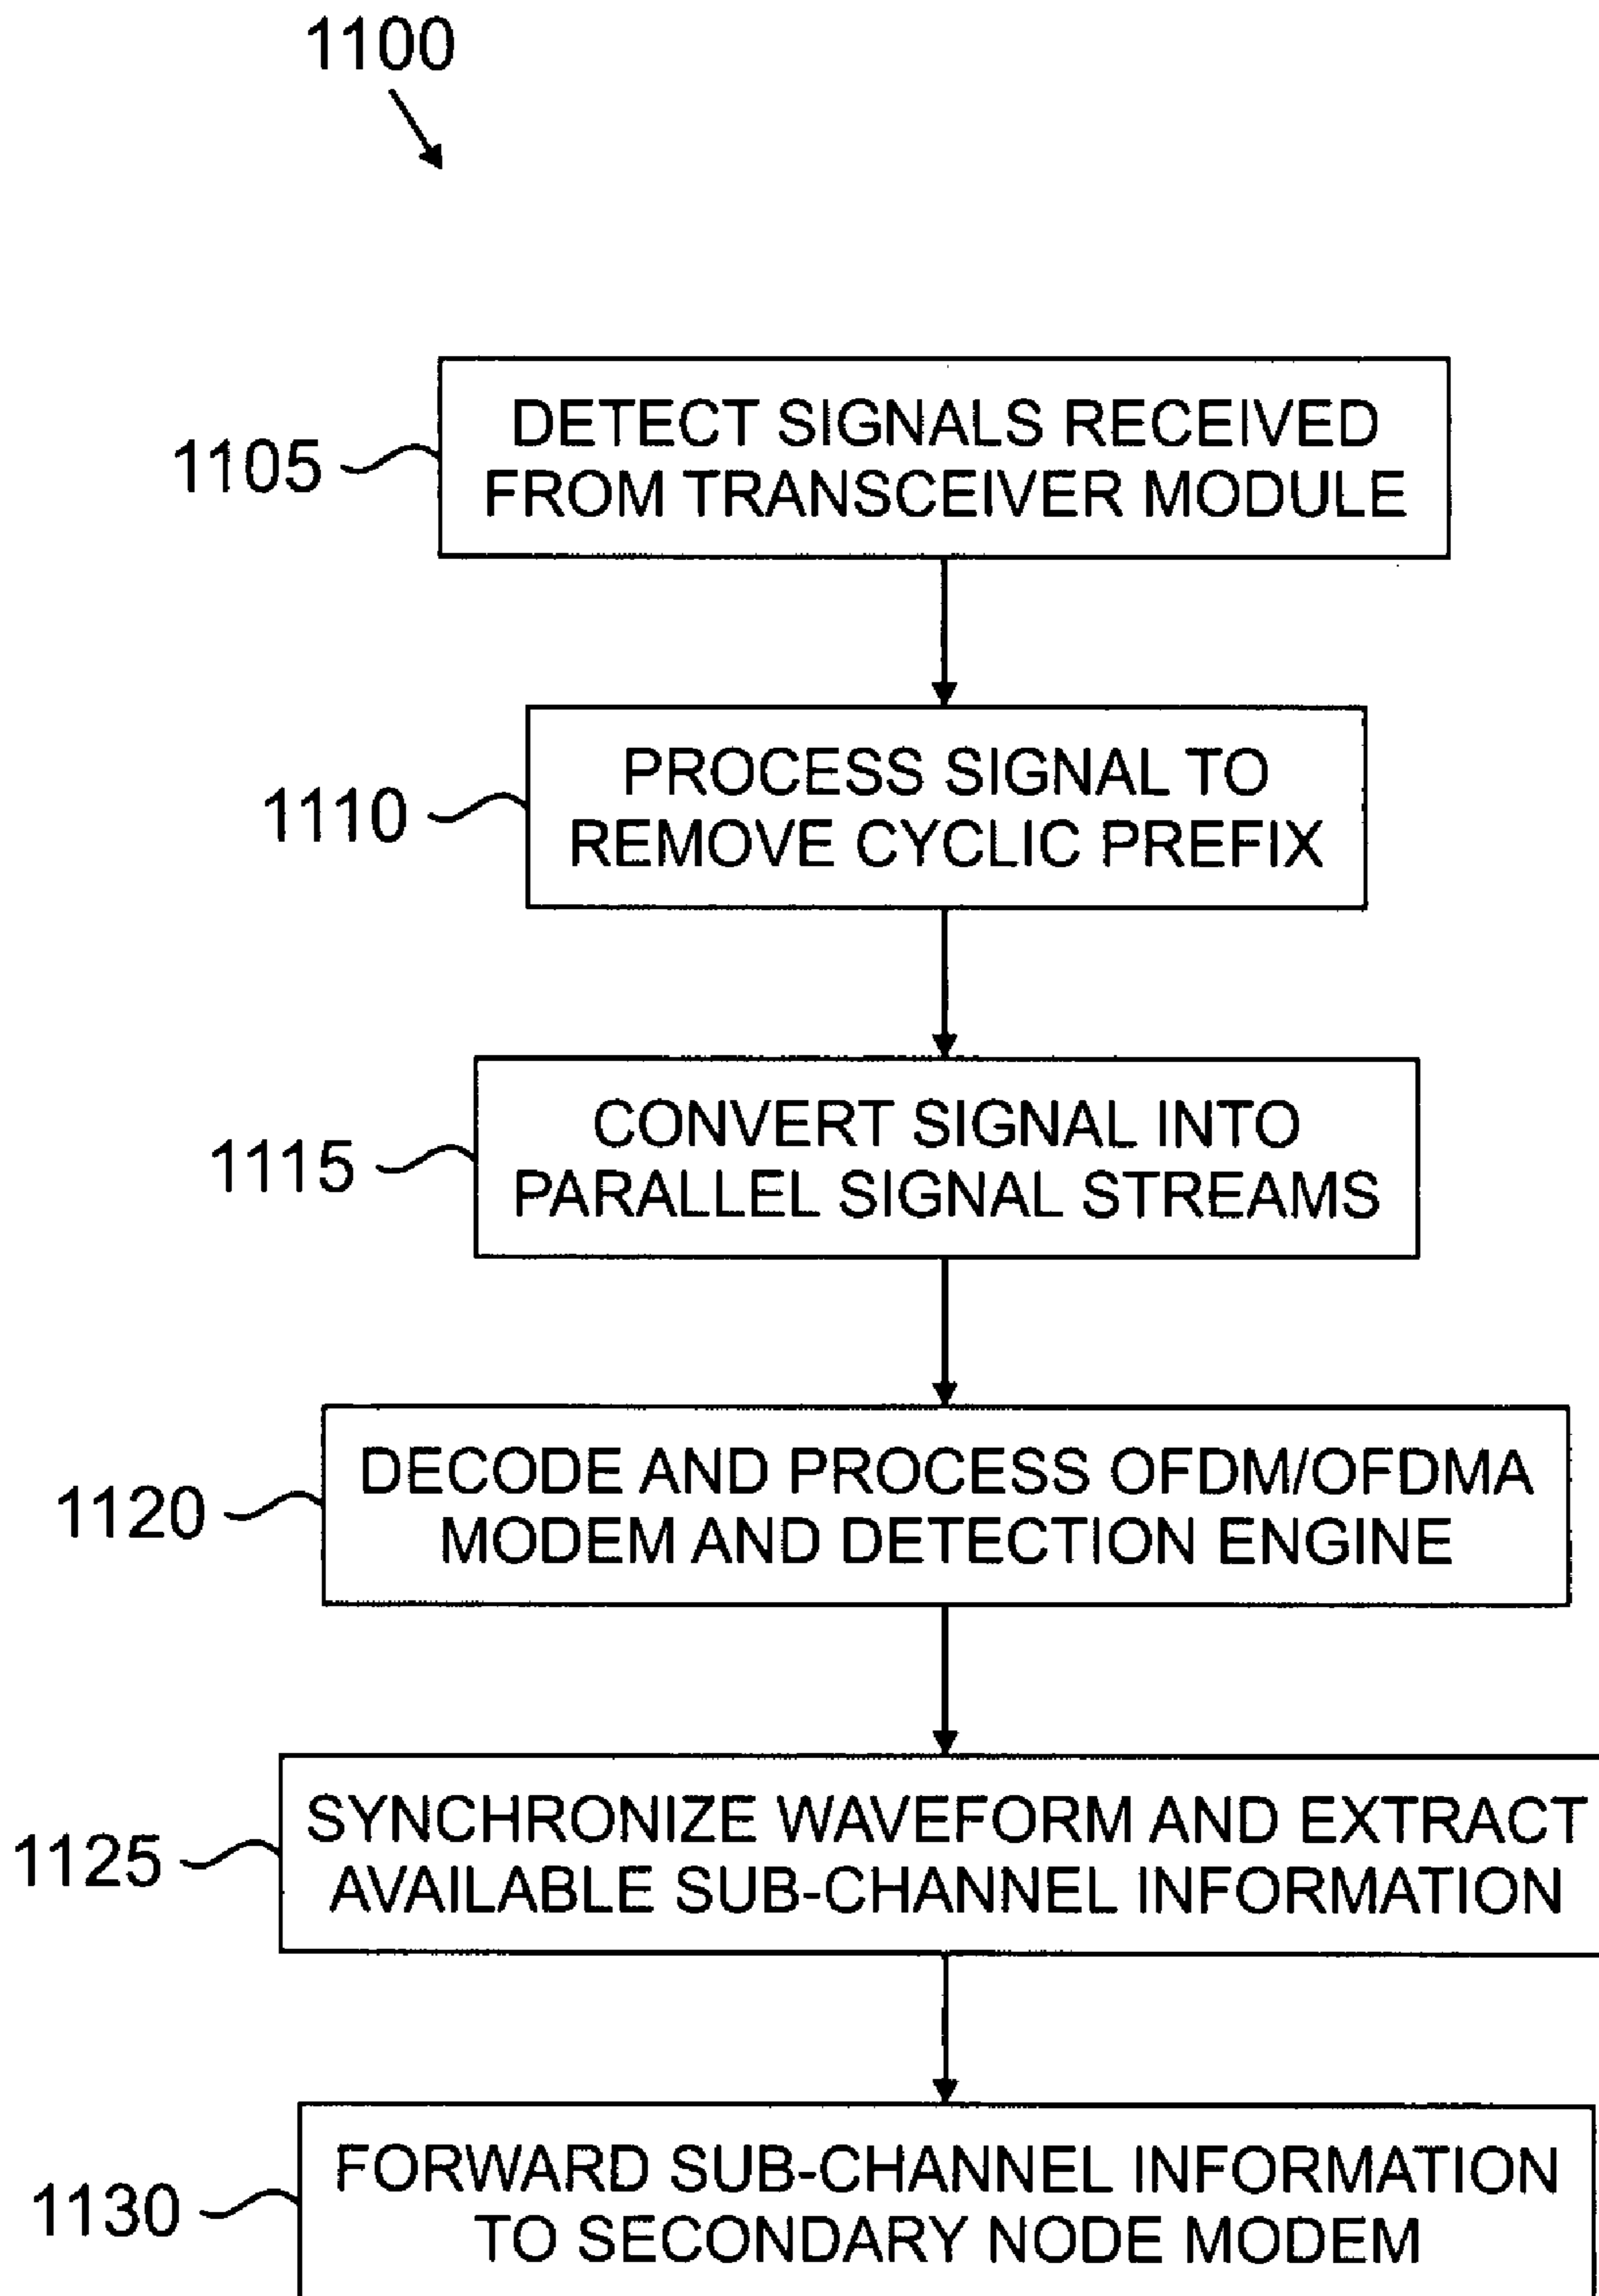 1100
DETECT SIGNALS RECEIVED
FROM TRANSCEIVER MODULE
1105
PROCESS SIGNAL TO
REMOVE CYCLIC PREFIX
1110
CONVERT SIGNAL INTO
PARALLEL SIGNAL STREAMS
1115
DECODE AND PROCESS OFDM/OFDMA
MODEM AND DETECTION ENGINE
1120
SYNCHRONIZE WAVEFORM AND EXTRACT
AVAILABLE SUB-CHANNEL INFORMATION
1125
FORWARD SUB-CHANNEL INFORMATION
TO SECONDARY NODE MODEM
1130